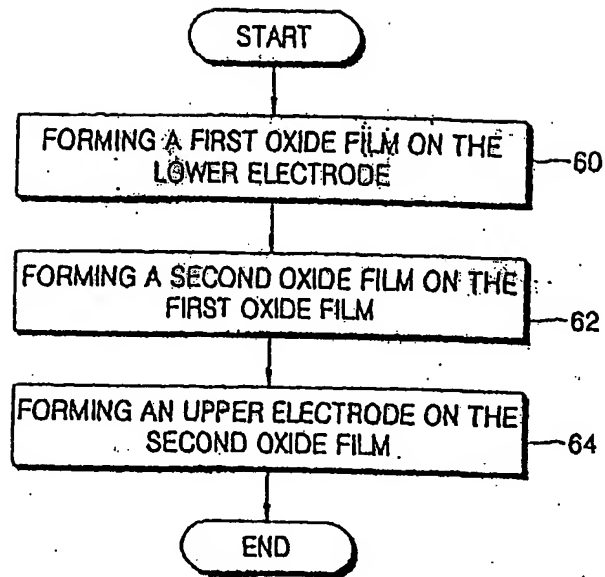 START
FORMING A FIRST OXIDE FILM ON THE
LOWER ELECTRODE
60
FORMING A SECOND OXIDE FILM ON THE
FIRST OXIDE FILM
62
FORMING AN UPPER ELECTRODE ON THE
SECOND OXIDE FILM
64
END